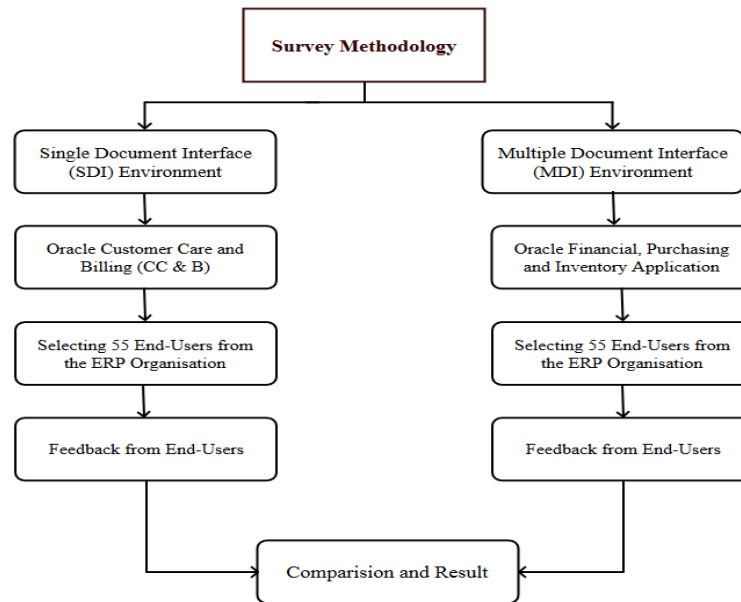 Survey Methodology
Single Document Interface
(SDI) Environment
Multiple Document Interface
(MDI) Environment
Oracle Customer Care and
Billing (CC & B)
Oracle Financial, Purchasing
and Inventory Application
Selecting 55 End-Users from
the ERP Organisation
Selecting 55 End-Users from
the ERP Organisation
Feedback from End-Users
Feedback from End-Users
Comparision and Result